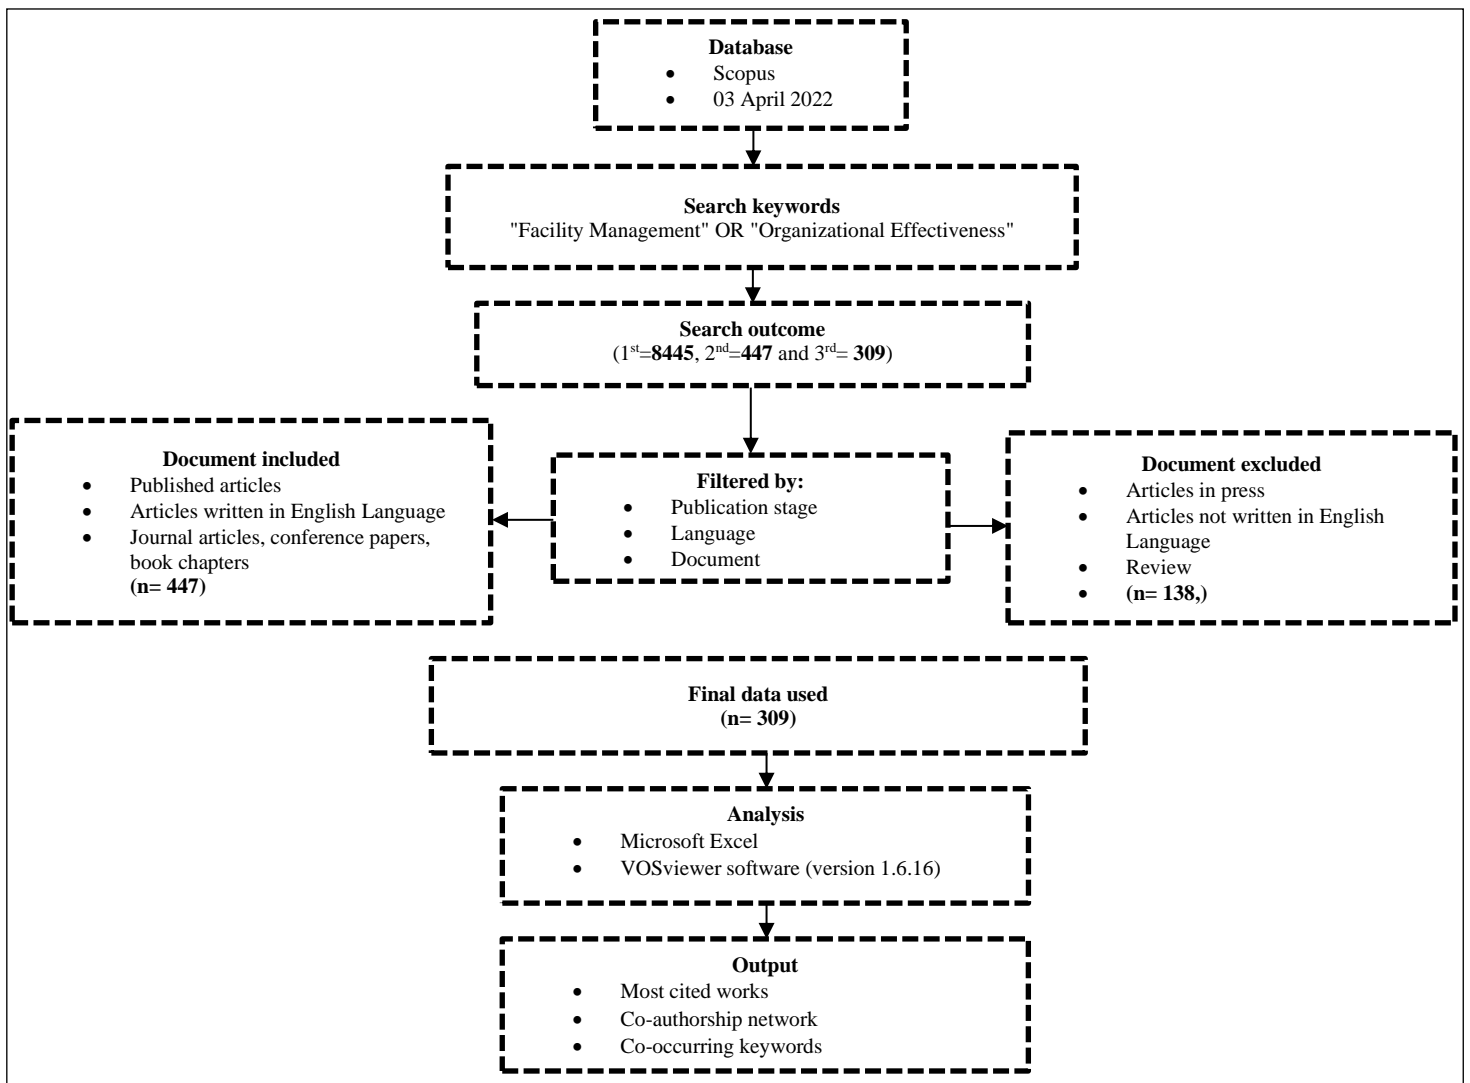 Database
• Scopus
• 03 April 2022
Search keywords
"Facility Management" OR "Organizational Effectiveness"
Search outcome
(1st=8445, 2nd=447 and 3rd= 309)
Document included
• Published articles
• Articles written in English Language
• Journal articles, conference papers,
book chapters
(n= 447)
Filtered by:
• Publication stage
• Language
• Document
Document excluded
• Articles in press
• Articles not written in English
Language
• Review
• (n= 138,)
Final data used
(n= 309)
Analysis
• Microsoft Excel
• VOSviewer software (version 1.6.16)
Output
• Most cited works
• Co-authorship network
• Co-occurring keywords